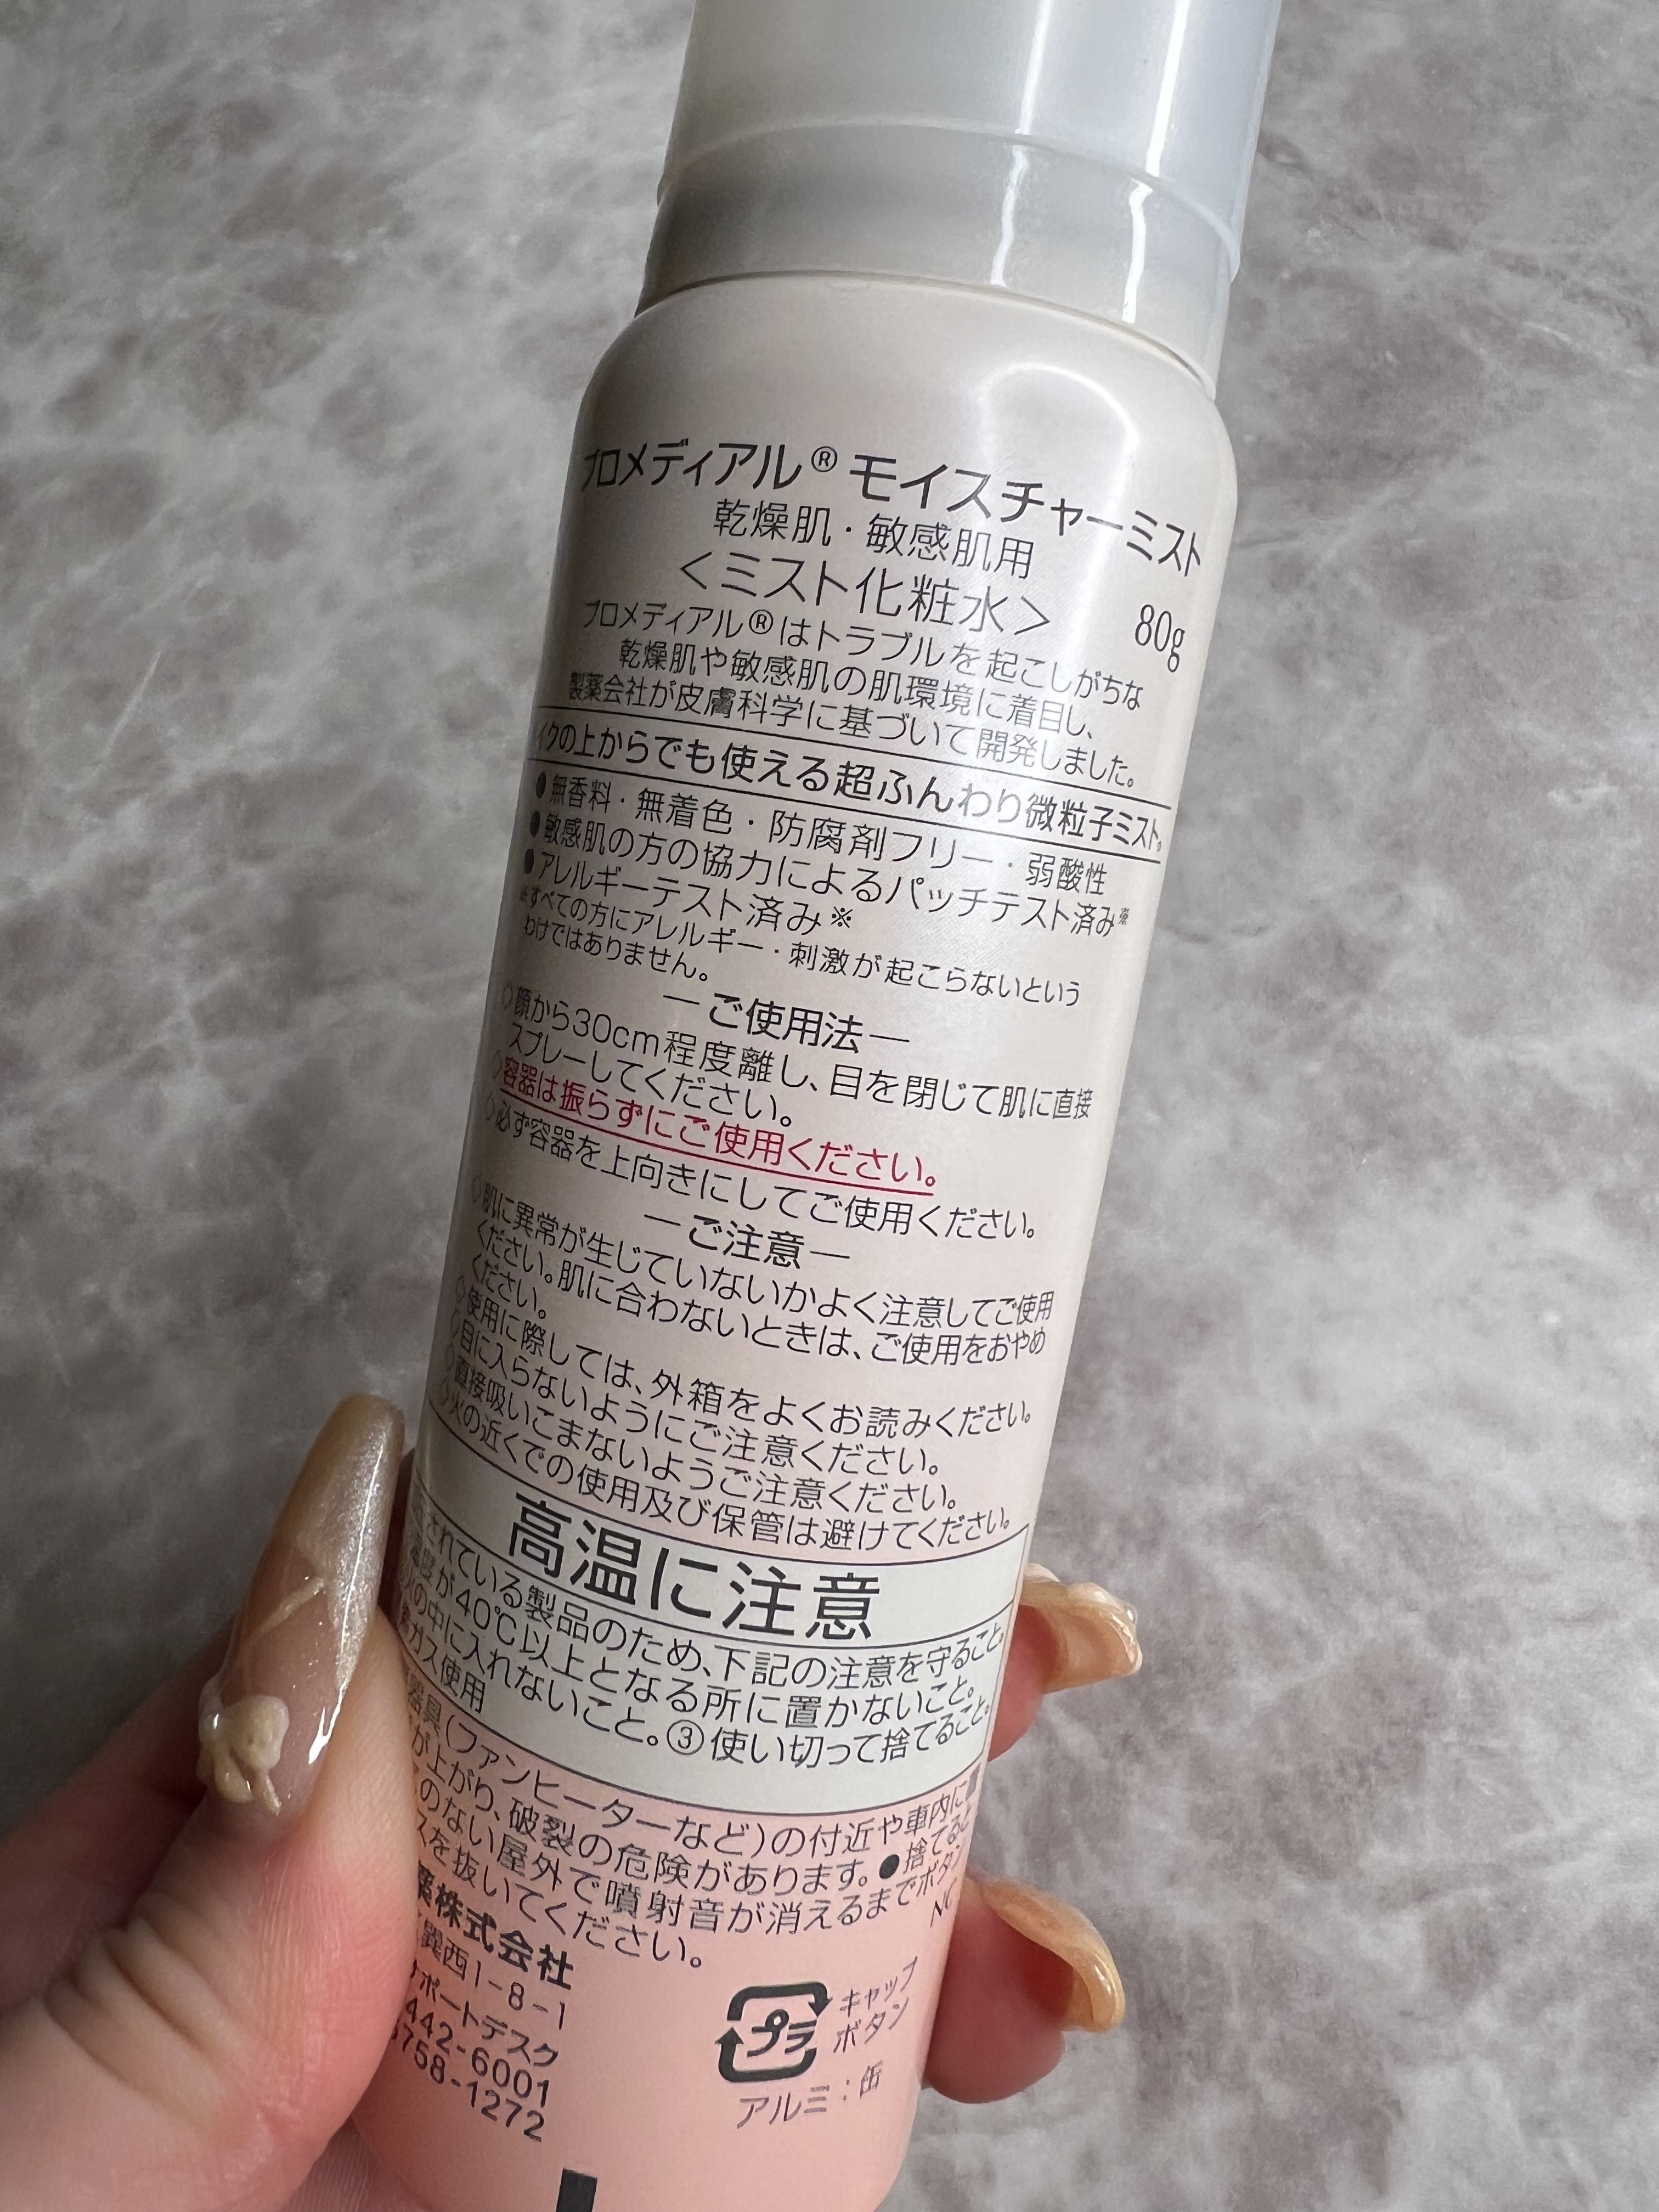 プロメディアル® モイスチャーミスト
乾燥肌・敏感肌用
<ミスト化粧水>
80g
プロメディアル®はトラブルを起こしがちな
乾燥肌や敏感肌の肌環境に着目し、
製薬会社が皮膚科学に基づいて開発しました。
イクの上からでも使える超ふんわり微粒子ミスト。
●無香料・無着色・防腐剤フリー・弱酸性
●敏感肌の方の協力によるパッチテスト済み※
●アレルギーテスト済み※
※すべての方にアレルギー・刺激が起こらないという
わけではありません。
―ご使用法―
◇顔から30cm程度離し、目を閉じて肌に直接
スプレーしてください。
◇容器は振らずにご使用ください。
◇必ず容器を上向きにしてご使用ください。
―ご注意―
◇肌に異常が生じていないかよく注意してご使用
ください。肌に合わないときは、ご使用をおやめ
ください。
◇使用に際しては、外箱をよくお読みください。
◇目に入らないようにご注意ください。
◇直接吸いこまないようご注意ください。
◇火の近くでの使用及び保管は避けてください。
高温に注意
されている製品のため、下記の注意を守ること。
温度が40℃以上となる所に置かないこと。
火の中に入れないこと。③使い切って捨てること。
ガス使用
器具(ファンヒーターなど)の付近や車内に
が上がり、破裂の危険があります。●捨てると
のない屋外で噴射音が消えるまでボタン
スを抜いてください。
NC
薬株式会社
巽西1-8-1
サポートデスク
442-6001
6758-1272
プラ
キャップ
ボタン
アルミ:缶